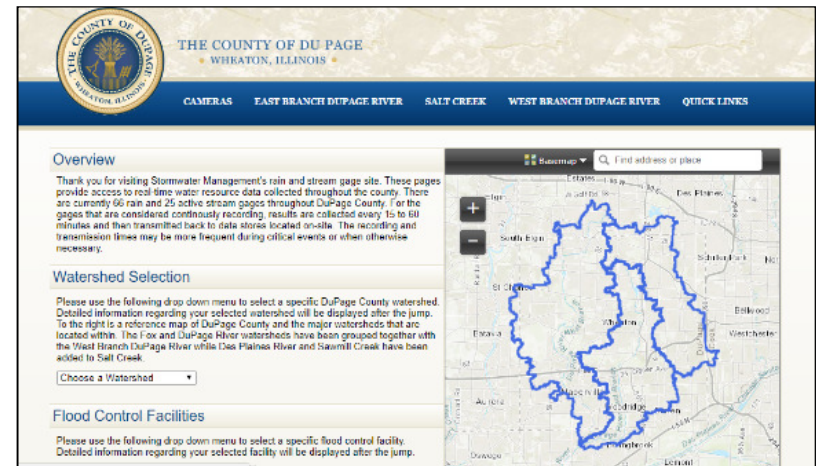 THE COUNTY OF DUPAGE
WHEATON, ILLINOIS
THE COUNTY OF DU PAGE
• WHEATON, ILLINOIS •
CAMERAS EAST BRANCH DUPAGE RIVER SALT CREEK WEST BRANCH DUPAGE RIVER QUICK LINKS
Overview
Thank you for visiting Stormwater Management's rain and stream gage site. These pages
provide access to real-time water resource data collected throughout the county. There
are currently 66 rain and 25 active stream gages throughout DuPage County. For the
gages that are considered continously recording, results are collected every 15 to 60
minutes and then transmitted back to data stores located on-site. The recording and
transmission times may be more frequent during critical events or when otherwise
necessary.
Watershed Selection
Please use the following drop down menu to select a specific DuPage County watershed.
Detailed information regarding your selected watershed will be displayed after the jump.
To the right is a reference map of DuPage County and the major watersheds that are
located within. The Fox and DuPage River watersheds have been grouped together with
the West Branch DuPage River while Des Plaines River and Sawmill Creek have been
added to Salt Creek.
Choose a Watershed
Flood Control Facilities
Please use the following drop down menu to select a specific flood control facility.
Detailed information regarding your selected facility will be displayed after the jump.
Basemap
Find address or place
+
−
Estates
Elgin
Des Plaines
South Elgin
Schiller Park
St Charles
Bellwood
Wheaton
Westchester
Batavia
Naperville
Aurora
Woodridge
Bolingbrook
Oswego
Lemont